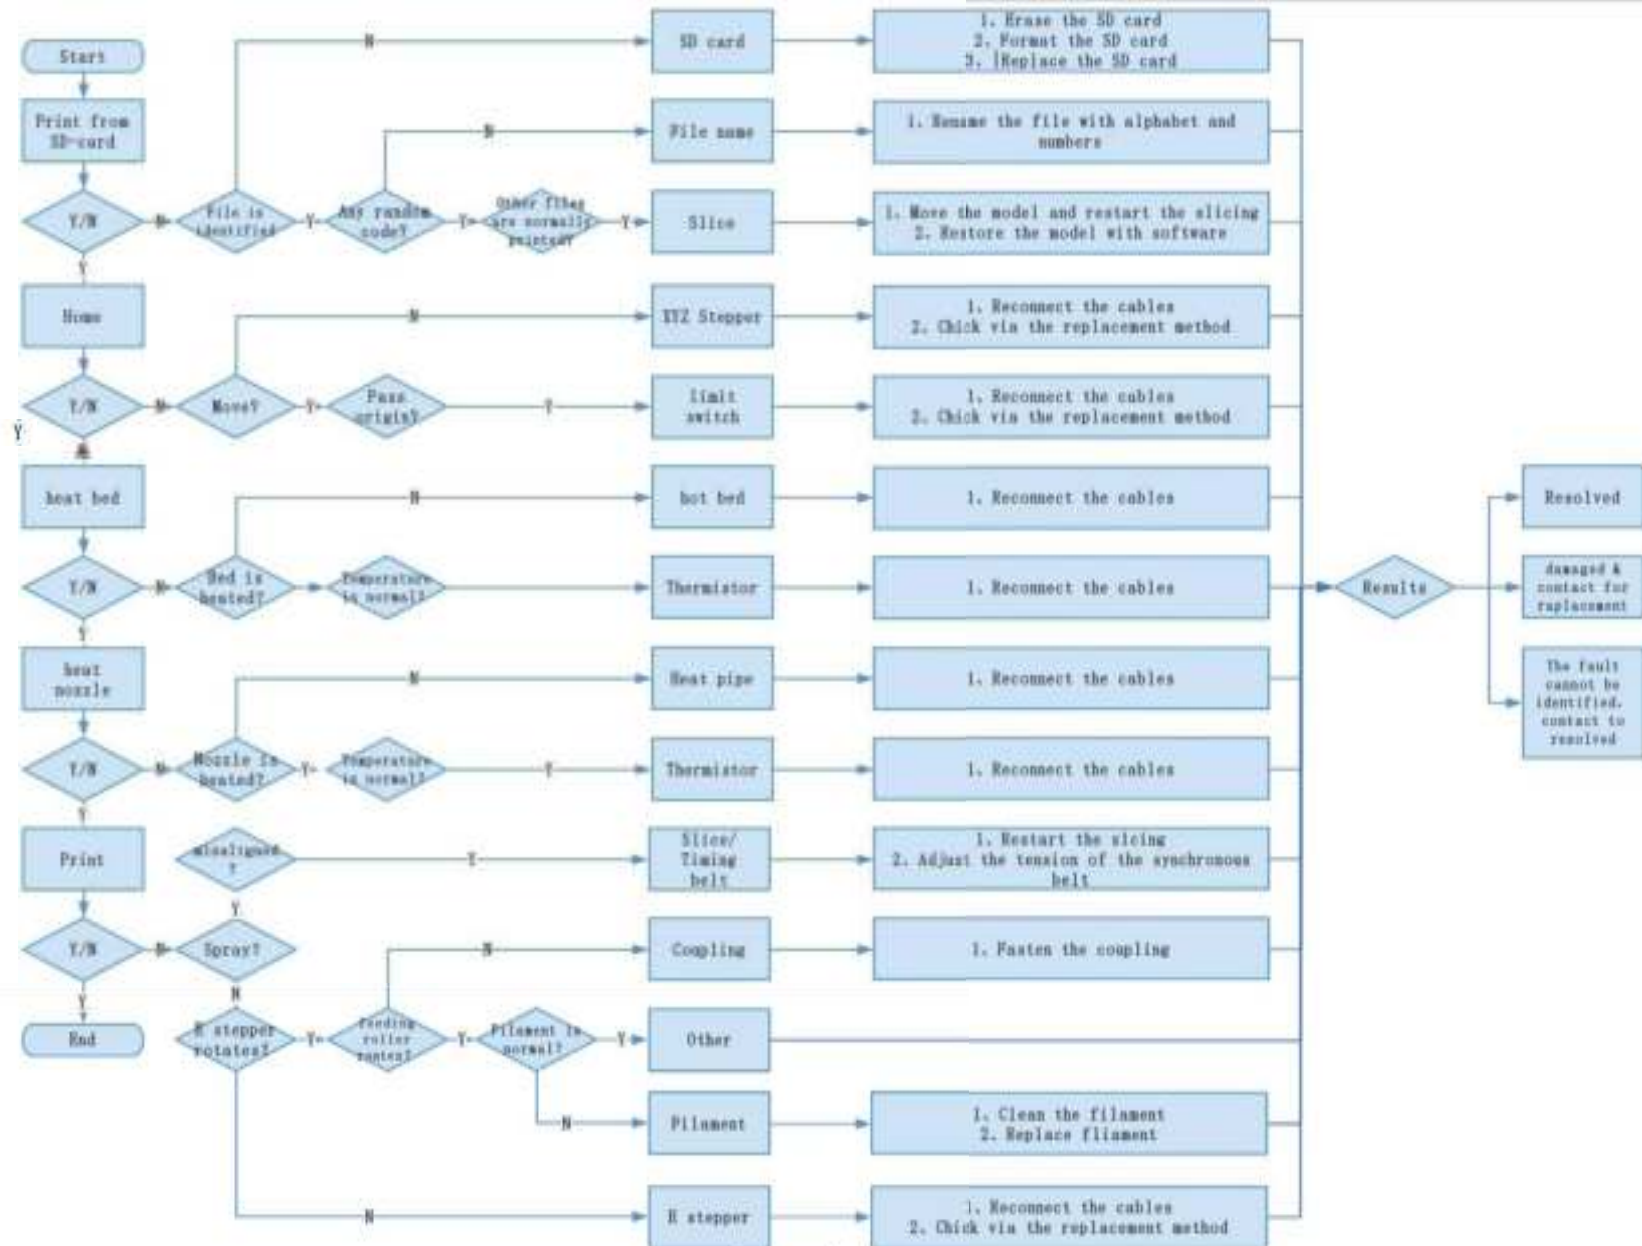 Start
Print from
SD-card
Y/N
N
File is
identified
N
SD card
1. Erase the SD card
2. Format the SD card
3. |Replace the SD card
Y
Any random
code?
N
File name
1. Rename the file with alphabet and
numbers
Y
Other files
are normally
printed?
Y
Slice
1. Move the model and restart the slicing
2. Restore the model with software
Y
Home
Y/N
N
Move?
N
XYZ Stepper
1. Reconnect the cables
2. Chick via the replacement method
Y
Pass
origin?
Y
limit
switch
1. Reconnect the cables
2. Chick via the replacement method
Y
heat bed
Y/N
N
Bed is
heated?
N
hot bed
1. Reconnect the cables
Temperature
is normal?
Thermistor
1. Reconnect the cables
Y
heat
nozzle
Y/N
N
Nozzle is
heated?
N
Heat pipe
1. Reconnect the cables
Y
Temperature
is normal?
Y
Thermistor
1. Reconnect the cables
Y
Print
Y/N
N
Spray?
Y
misaligned
?
Y
Slice/
Timing
belt
1. Restart the slcing
2. Adjust the tension of the synchronous
belt
Y
End
N
E stepper
rotates?
Y
feeding
roller
N
Coupling
1. Fasten the coupling
Y
Filament is
normal?
Y
Other
N
Filament
1. Clean the filament
2. Replace fliament
N
E stepper
1. Reconnect the cables
2. Chick via the replacement method
Results
Resolved
damaged &
contact for
raplacement
The fault
cannot be
identified,
contact to
resolved